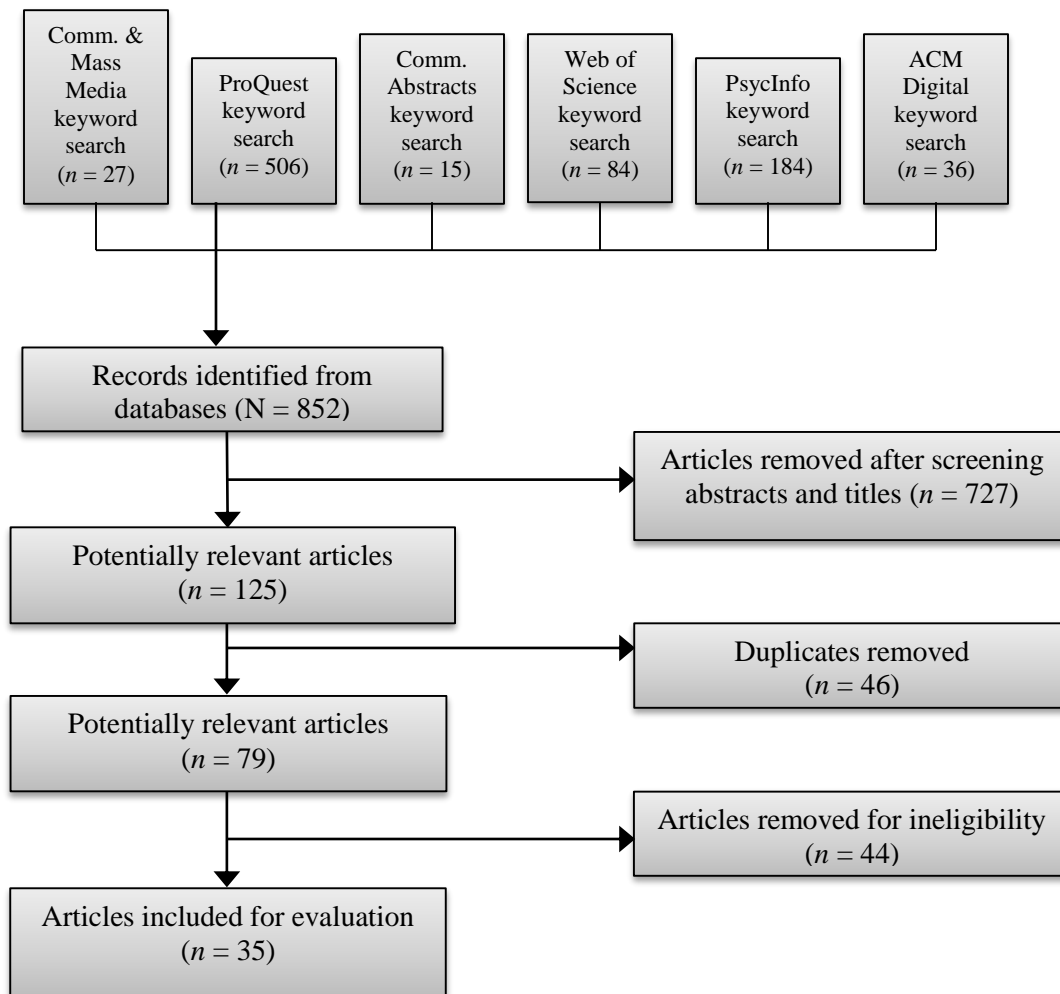 Comm. &
Mass
Media
keyword
search
(n = 27)
ProQuest
keyword
search
(n = 506)
Comm.
Abstracts
keyword
search
(n = 15)
Web of
Science
keyword
search
(n = 84)
PsycInfo
keyword
search
(n = 184)
ACM
Digital
keyword
search
(n = 36)
Records identified from
databases (N = 852)
Articles removed after screening
abstracts and titles (n = 727)
Potentially relevant articles
(n = 125)
Duplicates removed
(n = 46)
Potentially relevant articles
(n = 79)
Articles removed for ineligibility
(n = 44)
Articles included for evaluation
(n = 35)